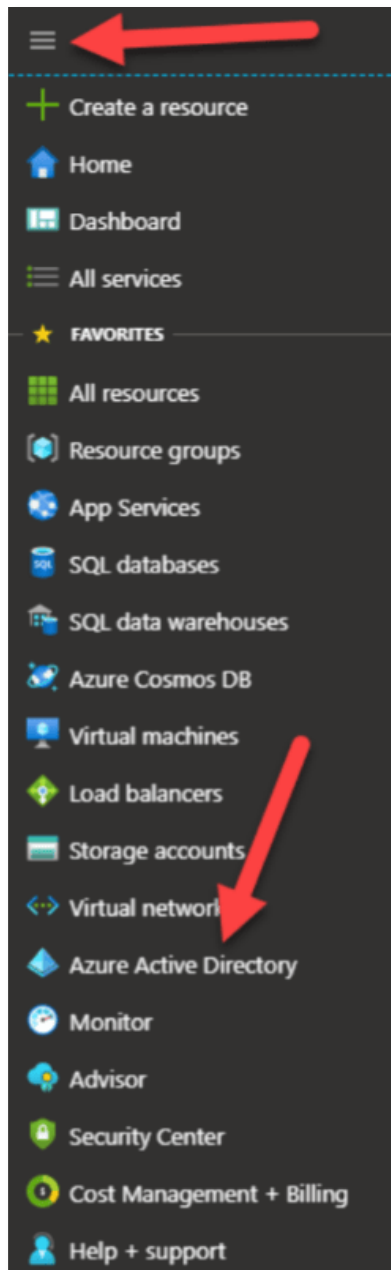 Create a resource
Home
Dashboard
All services
FAVORITES
All resources
Resource groups
App Services
SQL
SQL databases
SQL data warehouses
Azure Cosmos DB
Virtual machines
Load balancers
Storage accounts
Virtual network
Azure Active Directory
Monitor
Advisor
Security Center
Cost Management + Billing
Help + support